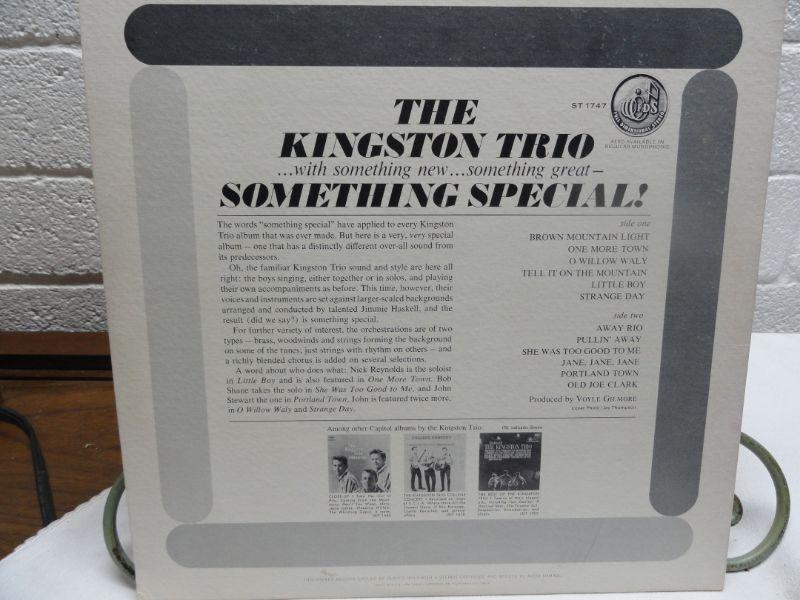 ST 1747
ALSO AVAILABLE IN
REGULAR MONOPHONIC
THE
KINGSTON TRIO
...with something new...something great—
SOMETHING SPECIAL!
The words "something special" have applied to every Kingston
Trio album that was ever made. But here is a very, very special
album — one that has a distinctly different over-all sound from
its predecessors.
Oh, the familiar Kingston Trio sound and style are here all
right: the boys singing, either together or in solos, and playing
their own accompaniments as before. This time, however, their
voices and instruments are set against larger-scaled backgrounds
arranged and conducted by talented Jimmie Haskell, and the
result (did we say?) is something special.
For further variety of interest, the orchestrations are of two
types — brass, woodwinds and strings forming the background
on some of the tunes; just strings with rhythm on others — and
a richly blended chorus is added on several selections.
A word about who does what: Nick Reynolds is the soloist
in Little Boy and is also featured in One More Town, Bob
Shane takes the solo in She Was Too Good to Me, and John
Stewart the one in Portland Town. John is featured twice more,
in O Willow Waly and Strange Day.
side one
BROWN MOUNTAIN LIGHT
ONE MORE TOWN
O WILLOW WALY
TELL IT ON THE MOUNTAIN
LITTLE BOY
STRANGE DAY
side two
AWAY RIO
PULLIN' AWAY
SHE WAS TOO GOOD TO ME
JANE, JANE, JANE
PORTLAND TOWN
OLD JOE CLARK
Produced by VOYLE GILMORE
Cover Photo: Jay Thompson
Among other Capitol albums by the Kingston Trio: